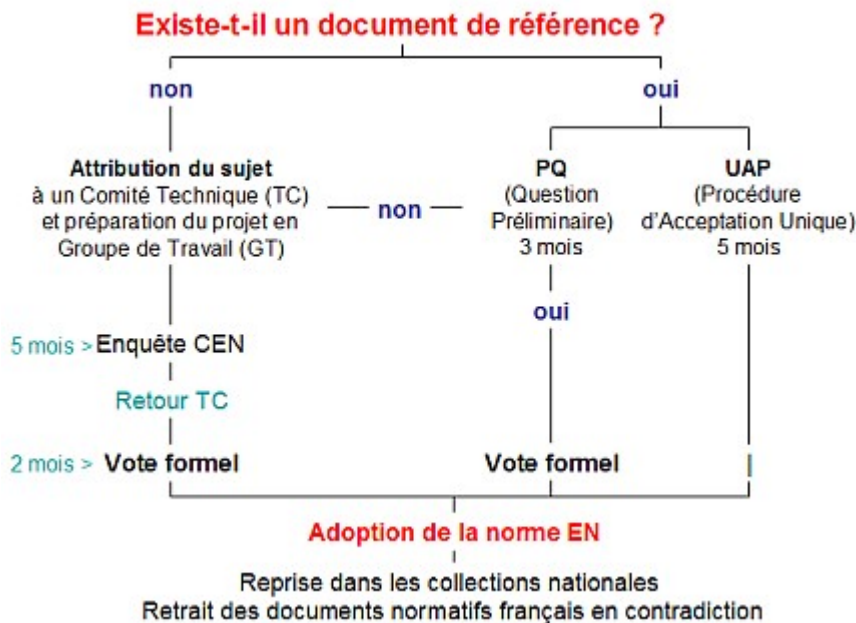 Existe-t-il un document de référence ?
non
oui
Attribution du sujet
à un Comité Technique (TC)
et préparation du projet en
Groupe de Travail (GT)
non
PQ
(Question
Préliminaire)
3 mois
UAP
(Procédure
d'Acceptation Unique)
5 mois
oui
5 mois > Enquête CEN
Retour TC
2 mois > Vote formel
Vote formel
Adoption de la norme EN
Reprise dans les collections nationales
Retrait des documents normatifs français en contradiction